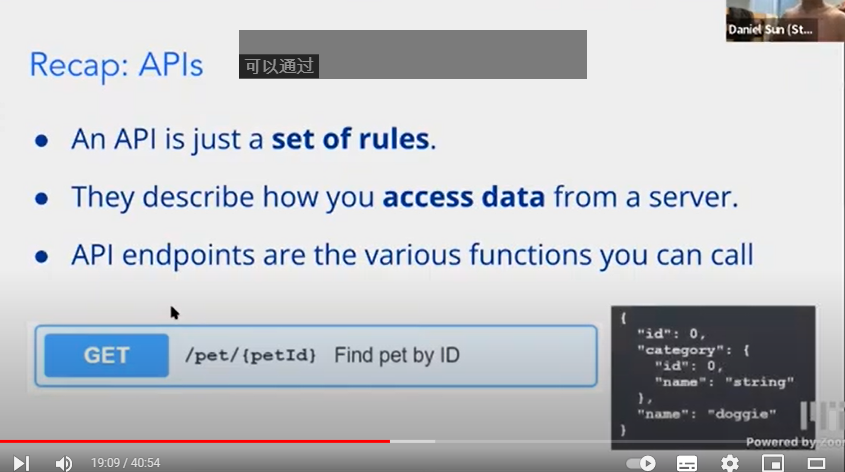 Daniel Sun (St...
Recap: APIs
可以通过
● An API is just a set of rules.
● They describe how you access data from a server.
● API endpoints are the various functions you can call
GET /pet/{petId} Find pet by ID
{
"id": 0,
"category": {
"id": 0,
"name": "string"
},
"name": "doggie"
}
Powered by Zoo
19:09 / 40:54